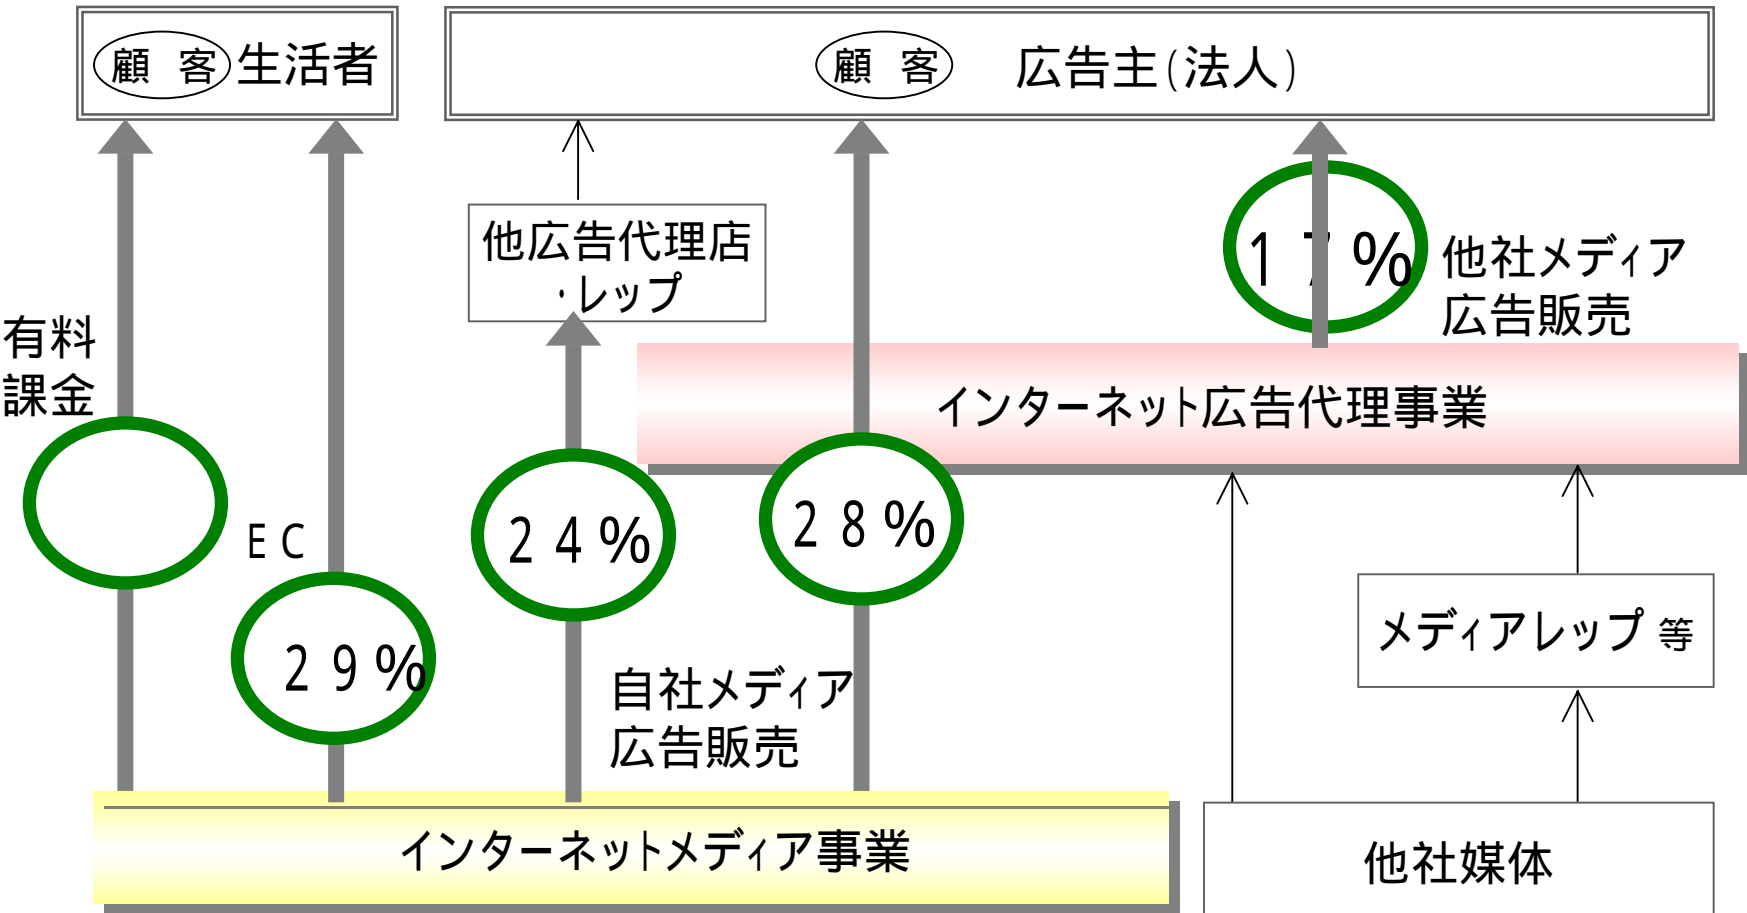 顧 客 生活者
顧 客 広告主(法人)
他広告代理店
・レップ
17%
他社メディア
広告販売
有料
課金
インターネット広告代理事業
EC
24%
28%
29%
自社メディア
広告販売
メディアレップ 等
インターネットメディア事業
他社媒体